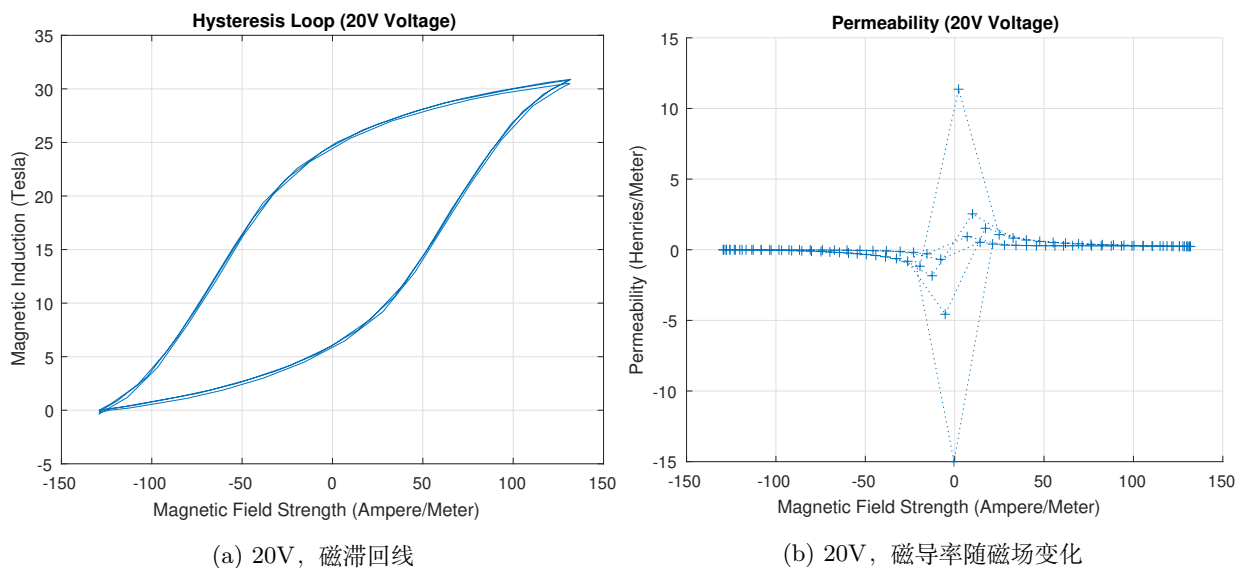 Hysteresis Loop (20V Voltage)
35
30
25
20
15
10
5
0
-5
Magnetic Induction (Tesla)
-150 -100 -50 0 50 100 150
Magnetic Field Strength (Ampere/Meter)
(a) 20V，磁滞回线
Permeability (20V Voltage)
15
10
5
0
-5
-10
-15
Permeability (Henries/Meter)
-150 -100 -50 0 50 100 150
Magnetic Field Strength (Ampere/Meter)
(b) 20V，磁导率随磁场变化